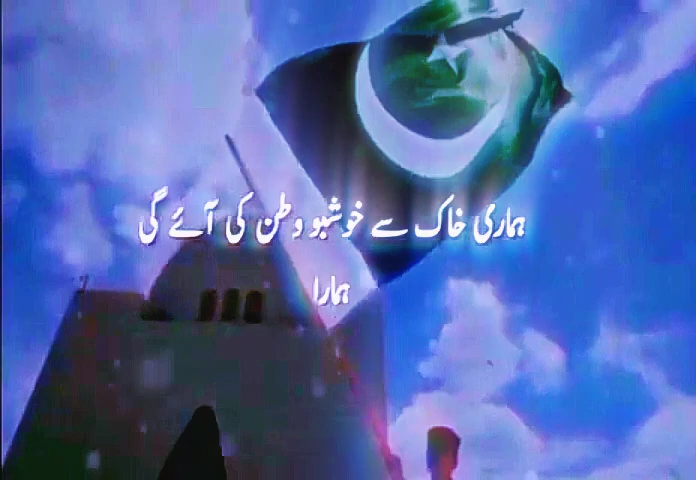 ہماری خاک سے خوشبو وطن کی آئے گی
ہمارا